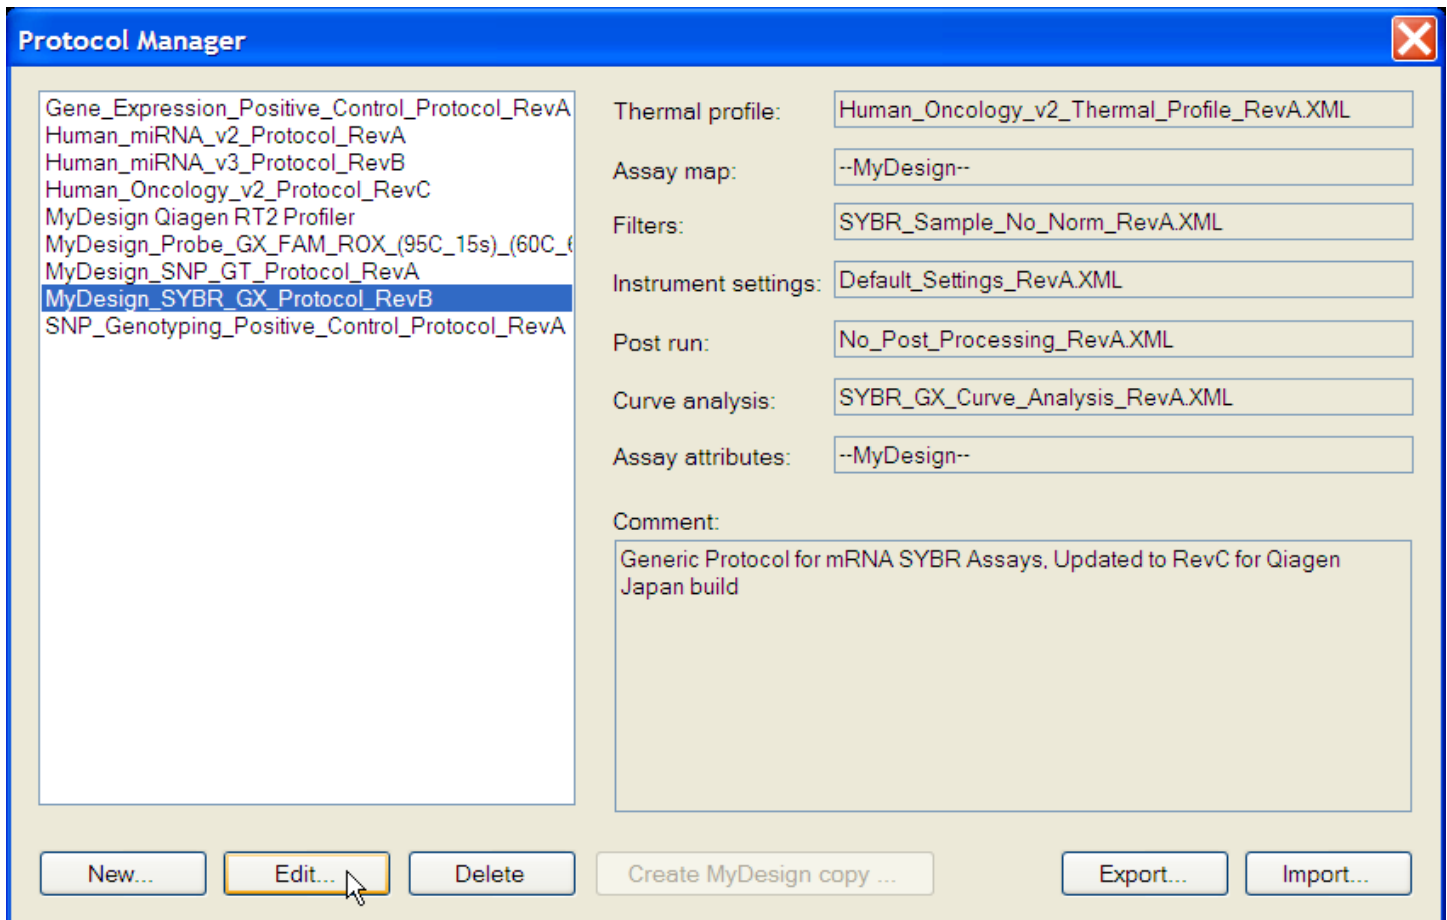 Protocol Manager
Gene_Expression_Positive_Control_Protocol_RevA
Human_miRNA_v2_Protocol_RevA
Human_miRNA_v3_Protocol_RevB
Human_Oncology_v2_Protocol_RevC
MyDesign Qiagen RT2 Profiler
MyDesign_Probe_GX_FAM_ROX_(95C_15s)_(60C_
MyDesign_SNP_GT_Protocol_RevA
MyDesign_SYBR_GX_Protocol_RevB
SNP_Genotyping_Positive_Control_Protocol_RevA
Thermal profile: Human_Oncology_v2_Thermal_Profile_RevA.XML
Assay map: --MyDesign--
Filters: SYBR_Sample_No_Norm_RevA.XML
Instrument settings: Default_Settings_RevA.XML
Post run: No_Post_Processing_RevA.XML
Curve analysis: SYBR_GX_Curve_Analysis_RevA.XML
Assay attributes: --MyDesign--
Comment:
Generic Protocol for mRNA SYBR Assays, Updated to RevC for Qiagen
Japan build
New... Edit... Delete Create MyDesign copy ... Export... Import...